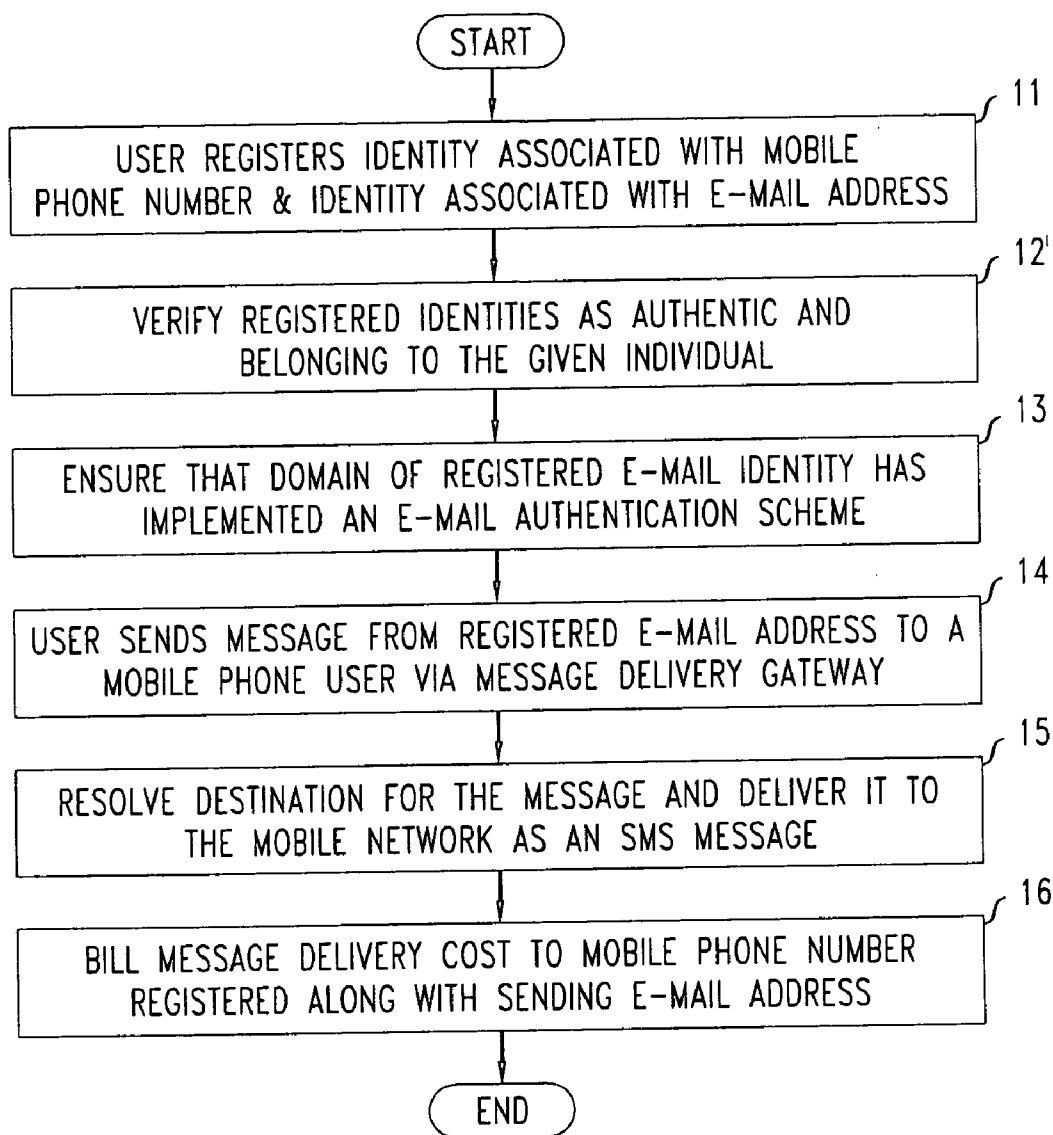 START
11
USER REGISTERS IDENTITY ASSOCIATED WITH MOBILE
PHONE NUMBER & IDENTITY ASSOCIATED WITH E-MAIL ADDRESS
12'
VERIFY REGISTERED IDENTITIES AS AUTHENTIC AND
BELONGING TO THE GIVEN INDIVIDUAL
13
ENSURE THAT DOMAIN OF REGISTERED E-MAIL IDENTITY HAS
IMPLEMENTED AN E-MAIL AUTHENTICATION SCHEME
14
USER SENDS MESSAGE FROM REGISTERED E-MAIL ADDRESS TO A
MOBILE PHONE USER VIA MESSAGE DELIVERY GATEWAY
15
RESOLVE DESTINATION FOR THE MESSAGE AND DELIVER IT TO
THE MOBILE NETWORK AS AN SMS MESSAGE
16
BILL MESSAGE DELIVERY COST TO MOBILE PHONE NUMBER
REGISTERED ALONG WITH SENDING E-MAIL ADDRESS
END